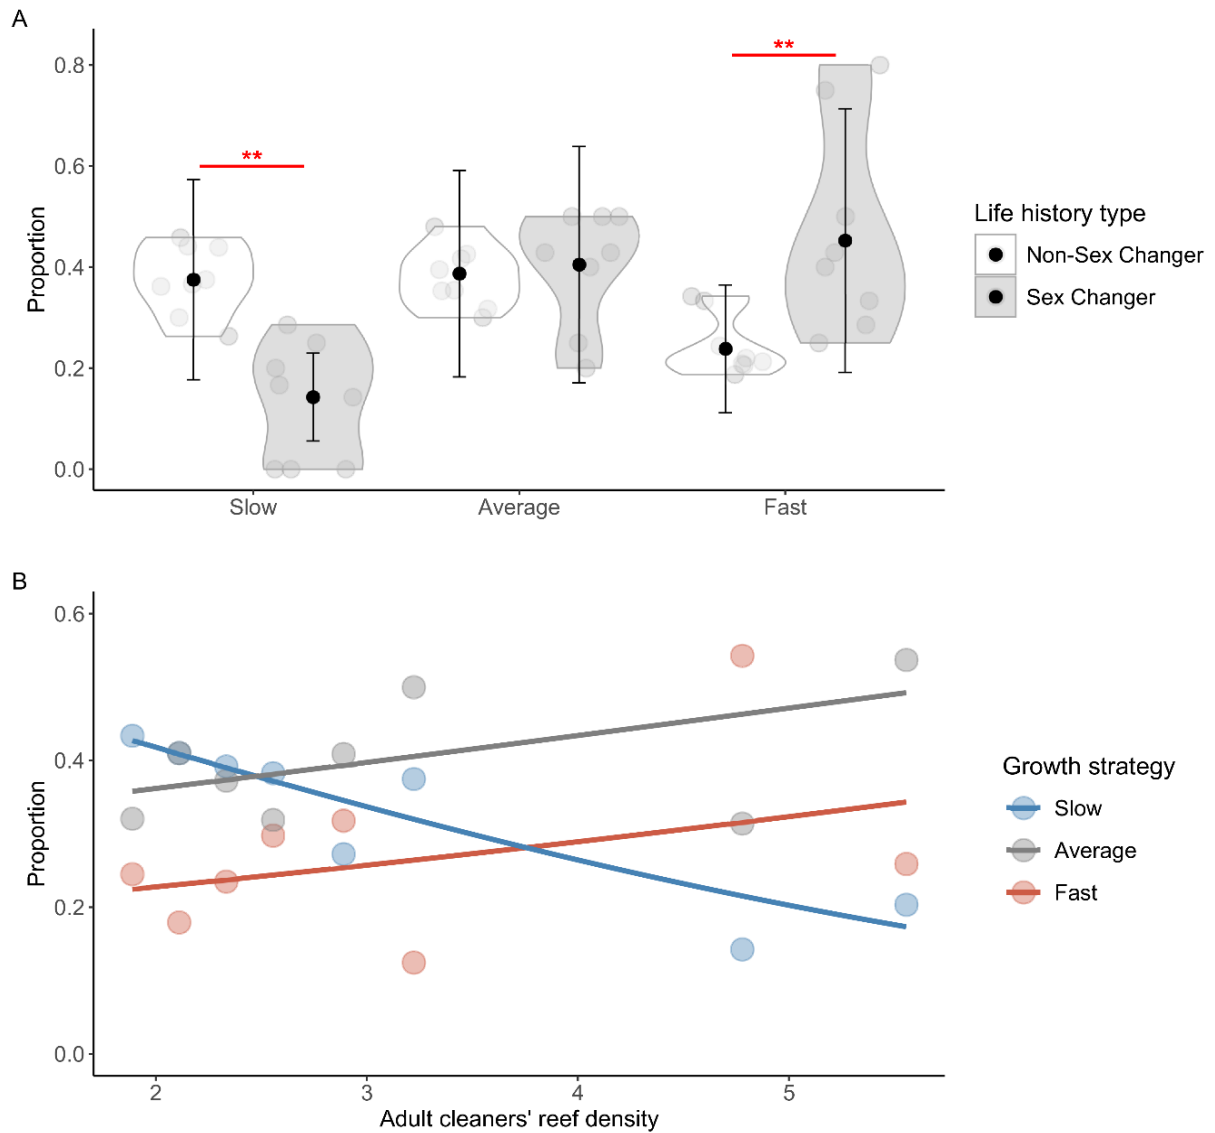 A
0.8
0.6
0.4
0.2
0.0
Proportion
**
**
Slow
Average
Fast
Life history type
Non-Sex Changer
Sex Changer
B
0.6
0.4
0.2
0.0
Proportion
2
3
4
5
Adult cleaners' reef density
Growth strategy
Slow
Average
Fast